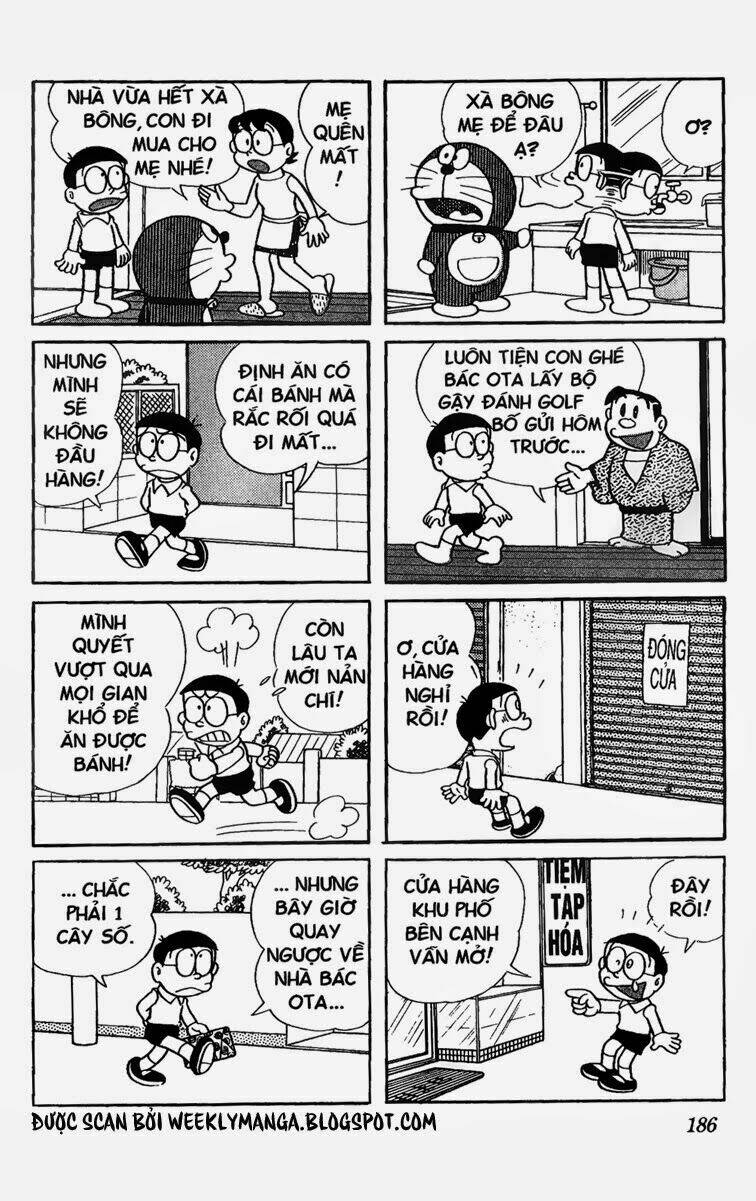 Ơ?
XÀ BÔNG
MẸ ĐỂ ĐÂU
Ạ?
MẸ
QUÊN
MẤT
!
NHÀ VỪA HẾT XÀ
BÔNG, CON ĐI
MUA CHO
MẸ NHÉ!
LUÔN TIỆN CON GHÉ
BÁC OTA LẤY BỘ
GẬY ĐÁNH GOLF
BỐ GỬI HÔM
TRƯỚC...
ĐỊNH ĂN CÓ
CÁI BÁNH MÀ
RẮC RỐI QUÁ
ĐI MẤT...
NHƯNG
MÌNH
SẼ
KHÔNG
ĐẦU
HÀNG!
ĐÓNG
CỬA
Ơ, CỬA
HÀNG
NGHỈ
RỒI!
CÒN
LÂU TA
MỚI NẢN
CHÍ!
MÌNH
QUYẾT
VƯỢT QUA
MỌI GIAN
KHỔ ĐỂ
ĂN ĐƯỢC
BÁNH!
ĐÂY
RỒI!
TIỆM
TẠP
HÓA
CỬA HÀNG
KHU PHỐ
BÊN CẠNH
VẪN MỞ!
... NHƯNG
BÂY GIỜ
QUAY
NGƯỢC VỀ
NHÀ BÁC
OTA...
... CHẮC
PHẢI 1
CÂY SỐ.
ĐƯỢC SCAN BỞI WEEKLYMANGA.BLOGSPOT.COM
186